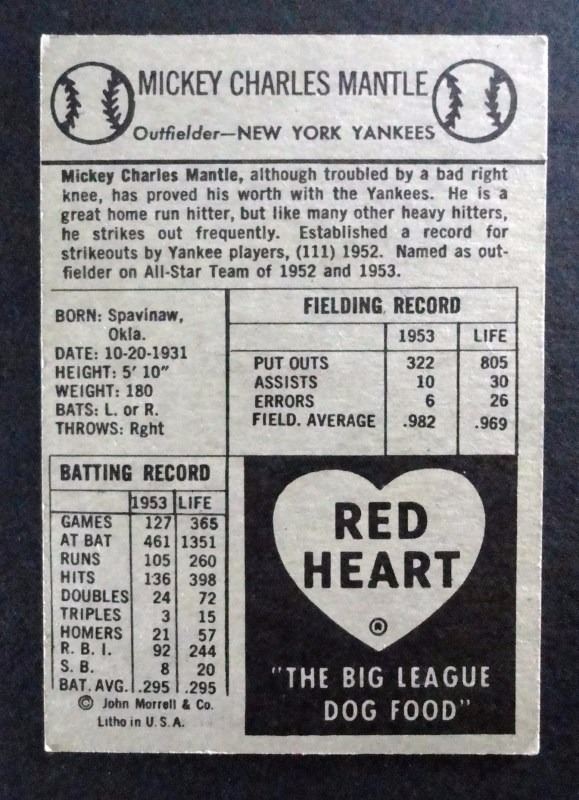 MICKEY CHARLES MANTLE
Outfielder—NEW YORK YANKEES
Mickey Charles Mantle, although troubled by a bad right
knee, has proved his worth with the Yankees. He is a
great home run hitter, but like many other heavy hitters,
he strikes out frequently. Established a record for
strikeouts by Yankee players, (111) 1952. Named as out-
fielder on All-Star Team of 1952 and 1953.
BORN: Spavinaw,
Okla.
DATE: 10-20-1931
HEIGHT: 5' 10"
WEIGHT: 180
BATS: L. or R.
THROWS: Rght
FIELDING RECORD
1953 LIFE
PUT OUTS 322 805
ASSISTS 10 30
ERRORS 6 26
FIELD. AVERAGE .982 .969
BATTING RECORD
1953 LIFE
GAMES 127 365
AT BAT 461 1351
RUNS 105 260
HITS 136 398
DOUBLES 24 72
TRIPLES 3 15
HOMERS 21 57
R. B. I. 92 244
S. B. 8 20
BAT. AVG. .295 .295
© John Morrell & Co.
Litho in U. S. A.
RED
HEART
®
"THE BIG LEAGUE
DOG FOOD"